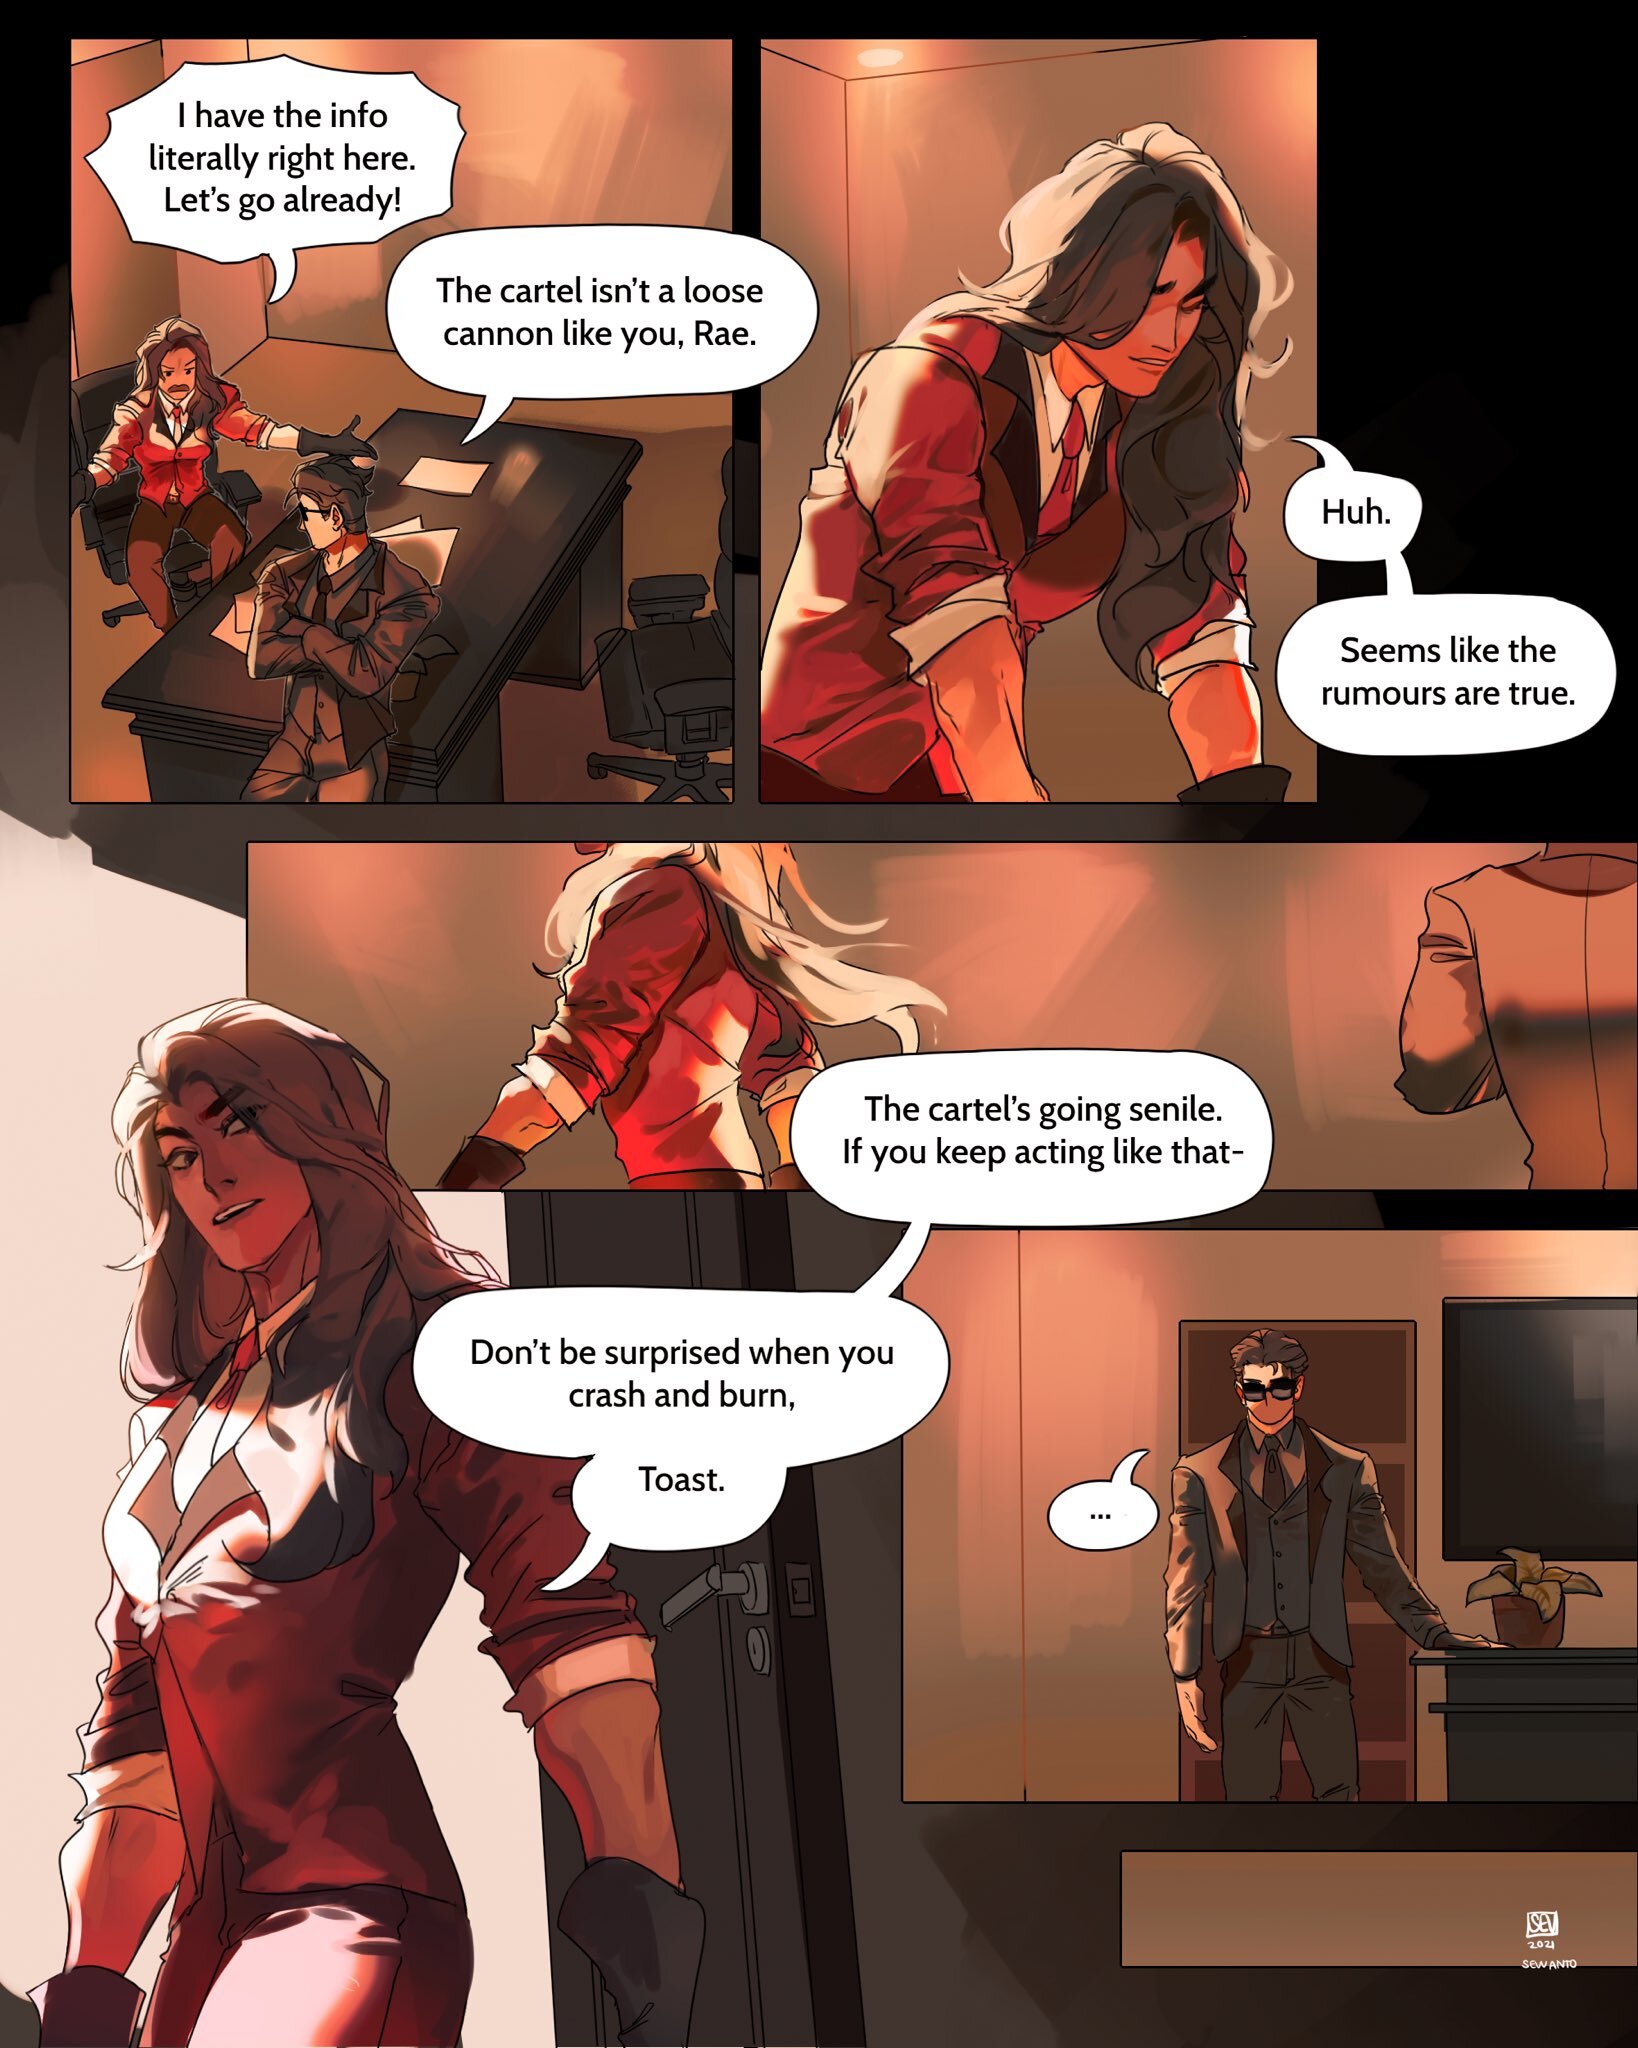 I have the info
literally right here.
Let's go already!
The cartel isn't a loose
cannon like you, Rae.
Huh.
Seems like the
rumours are true.
The cartel's going senile.
If you keep acting like that-
Don't be surprised when you
crash and burn,
Toast.
...
SEV
2021
SEWANTO